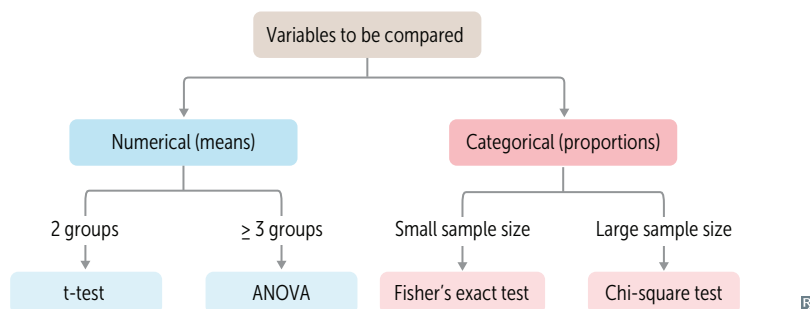 Variables to be compared
Numerical (means)
Categorical (proportions)
2 groups
≥ 3 groups
Small sample size
Large sample size
t-test
ANOVA
Fisher's exact test
Chi-square test
R